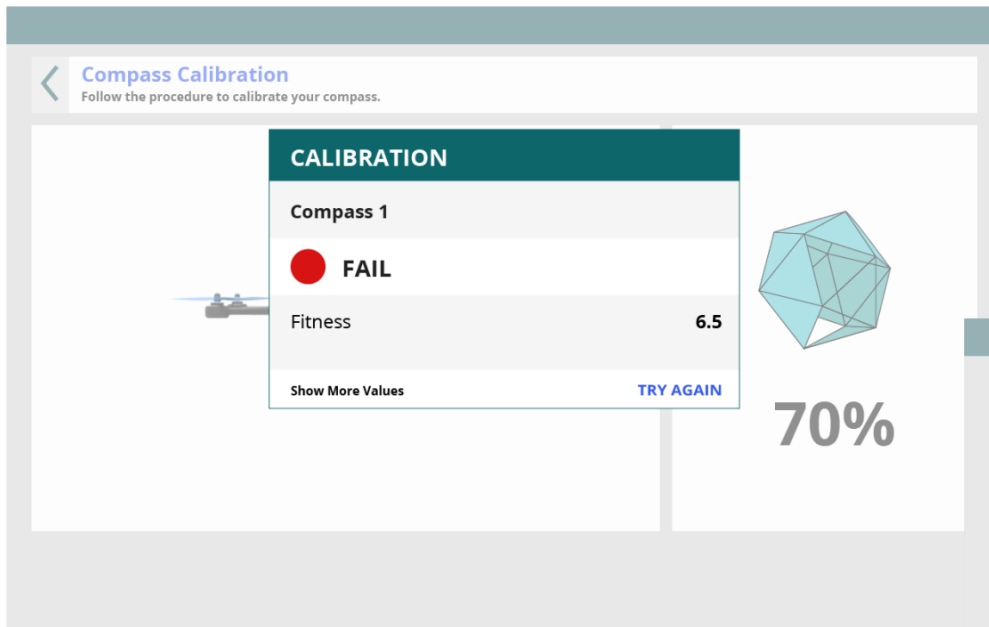 Compass Calibration
Follow the procedure to calibrate your compass.
CALIBRATION
Compass 1
FAIL
Fitness 6.5
Show More Values TRY AGAIN
70%